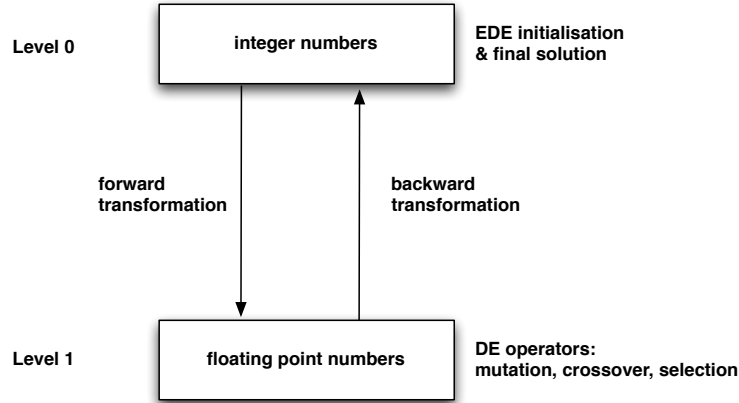 Level 0
integer numbers
EDE initialisation
& final solution
forward
transformation
backward
transformation
Level 1
floating point numbers
DE operators:
mutation, crossover, selection